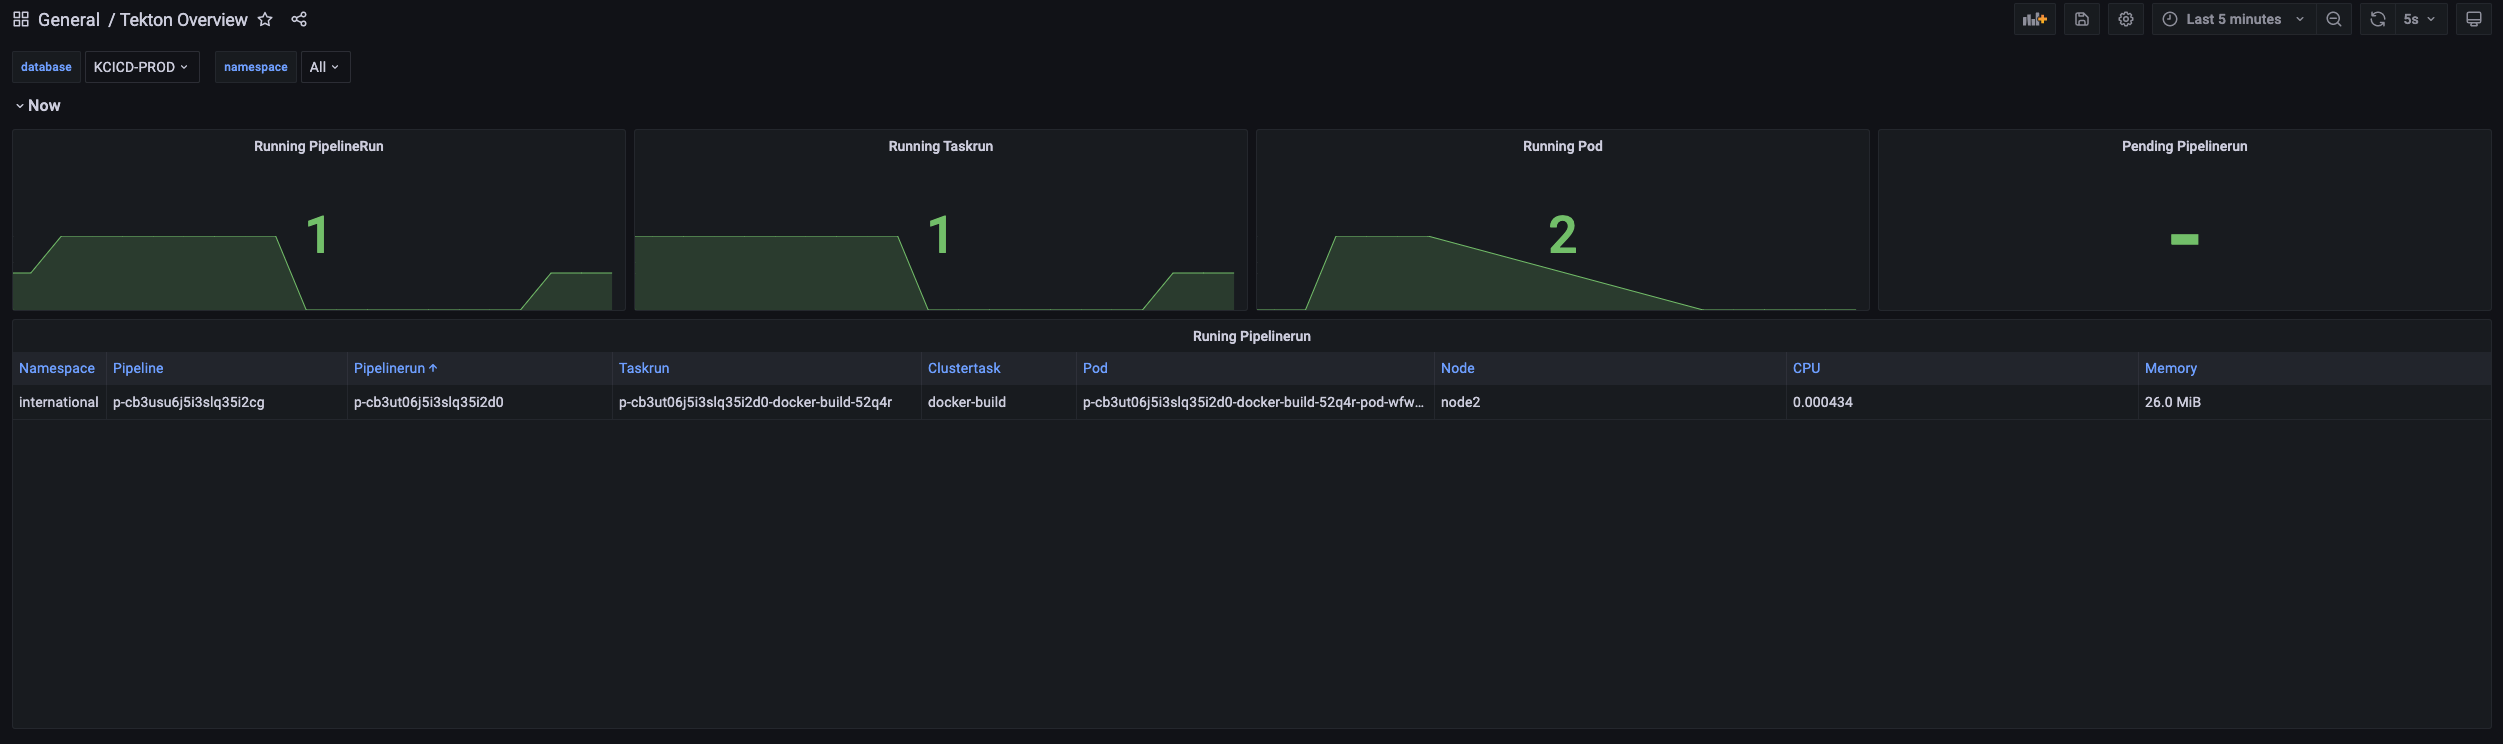 General / Tekton Overview
Last 5 minutes
5s
database KCICD-PROD namespace All
Now
Running PipelineRun
1
Running Taskrun
1
Running Pod
2
Pending Pipelinerun
-
Runing Pipelinerun
Namespace Pipeline Pipelinerun Taskrun Clustertask Pod Node CPU Memory
international p-cb3usu6j5i3slq35i2cg p-cb3ut06j5i3slq35i2d0 p-cb3ut06j5i3slq35i2d0-docker-build-52q4r docker-build p-cb3ut06j5i3slq35i2d0-docker-build-52q4r-pod-wfw... node2 0.000434 26.0 MiB